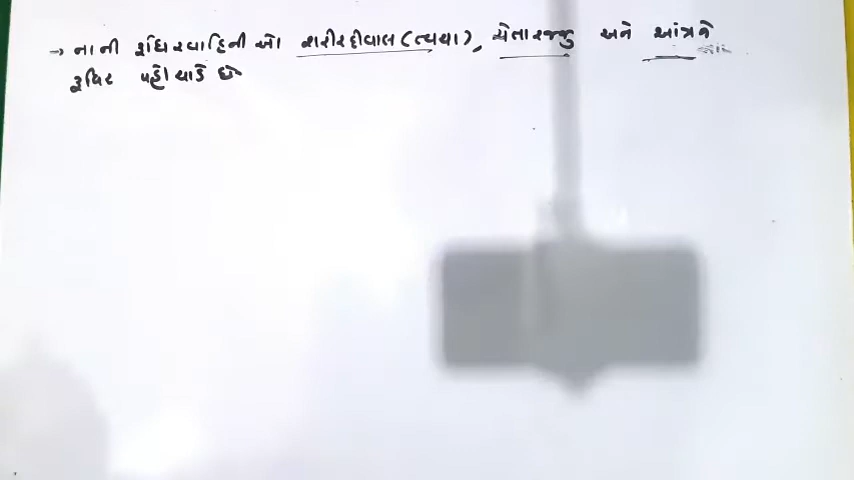 → નાની રુધિરવાહિનીઓ શરીરદીવાલ (ત્વચા), ચેતારજ્જુ અને આંત્રને
રૂધિર પહોચાડે છે